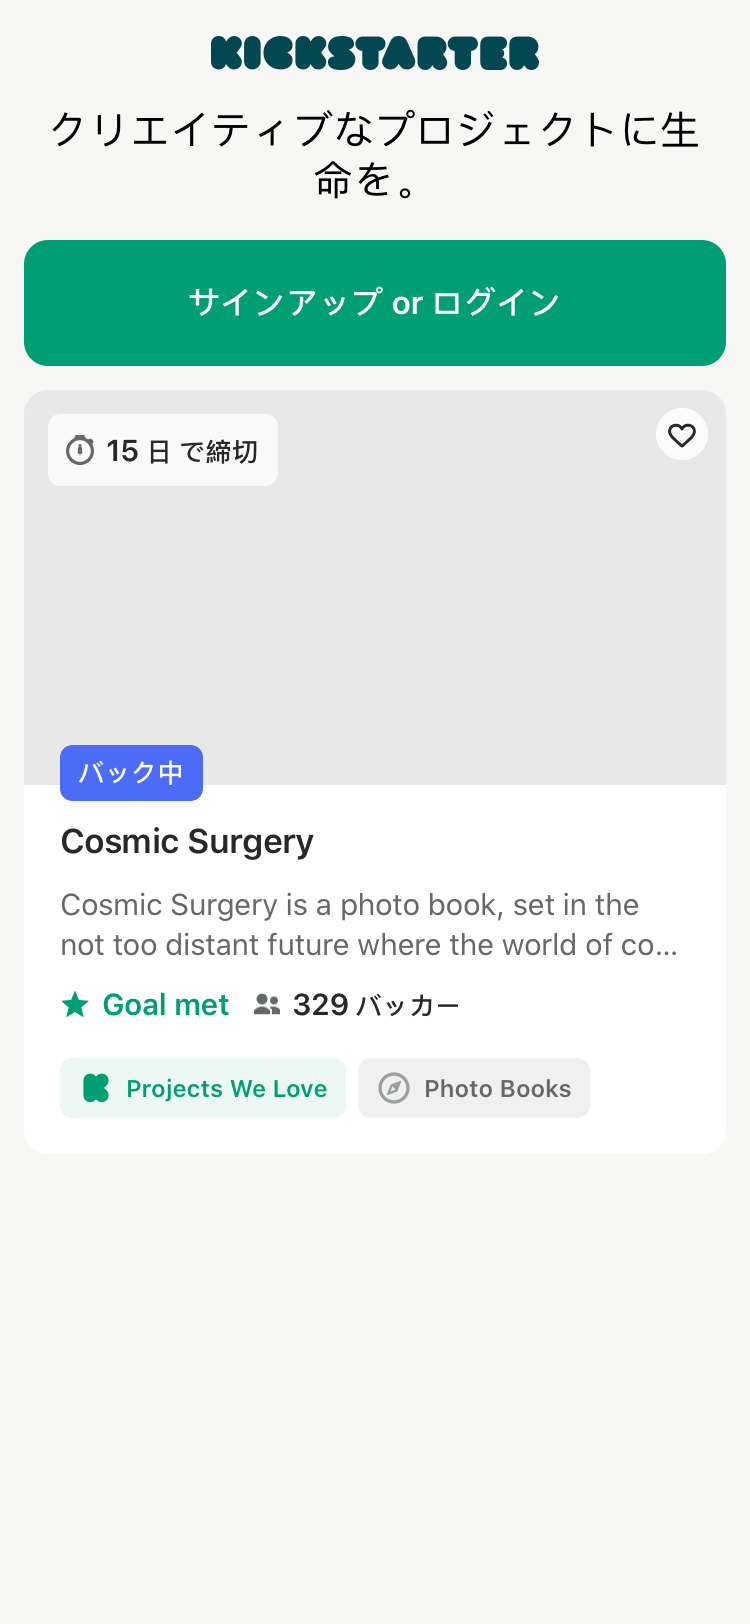 KICKSTARTER
クリエイティブなプロジェクトに生
命を。
サインアップ or ログイン
15 日 で締切
バック中
Cosmic Surgery
Cosmic Surgery is a photo book, set in the
not too distant future where the world of co...
Goal met 329 バッカー
Projects We Love Photo Books